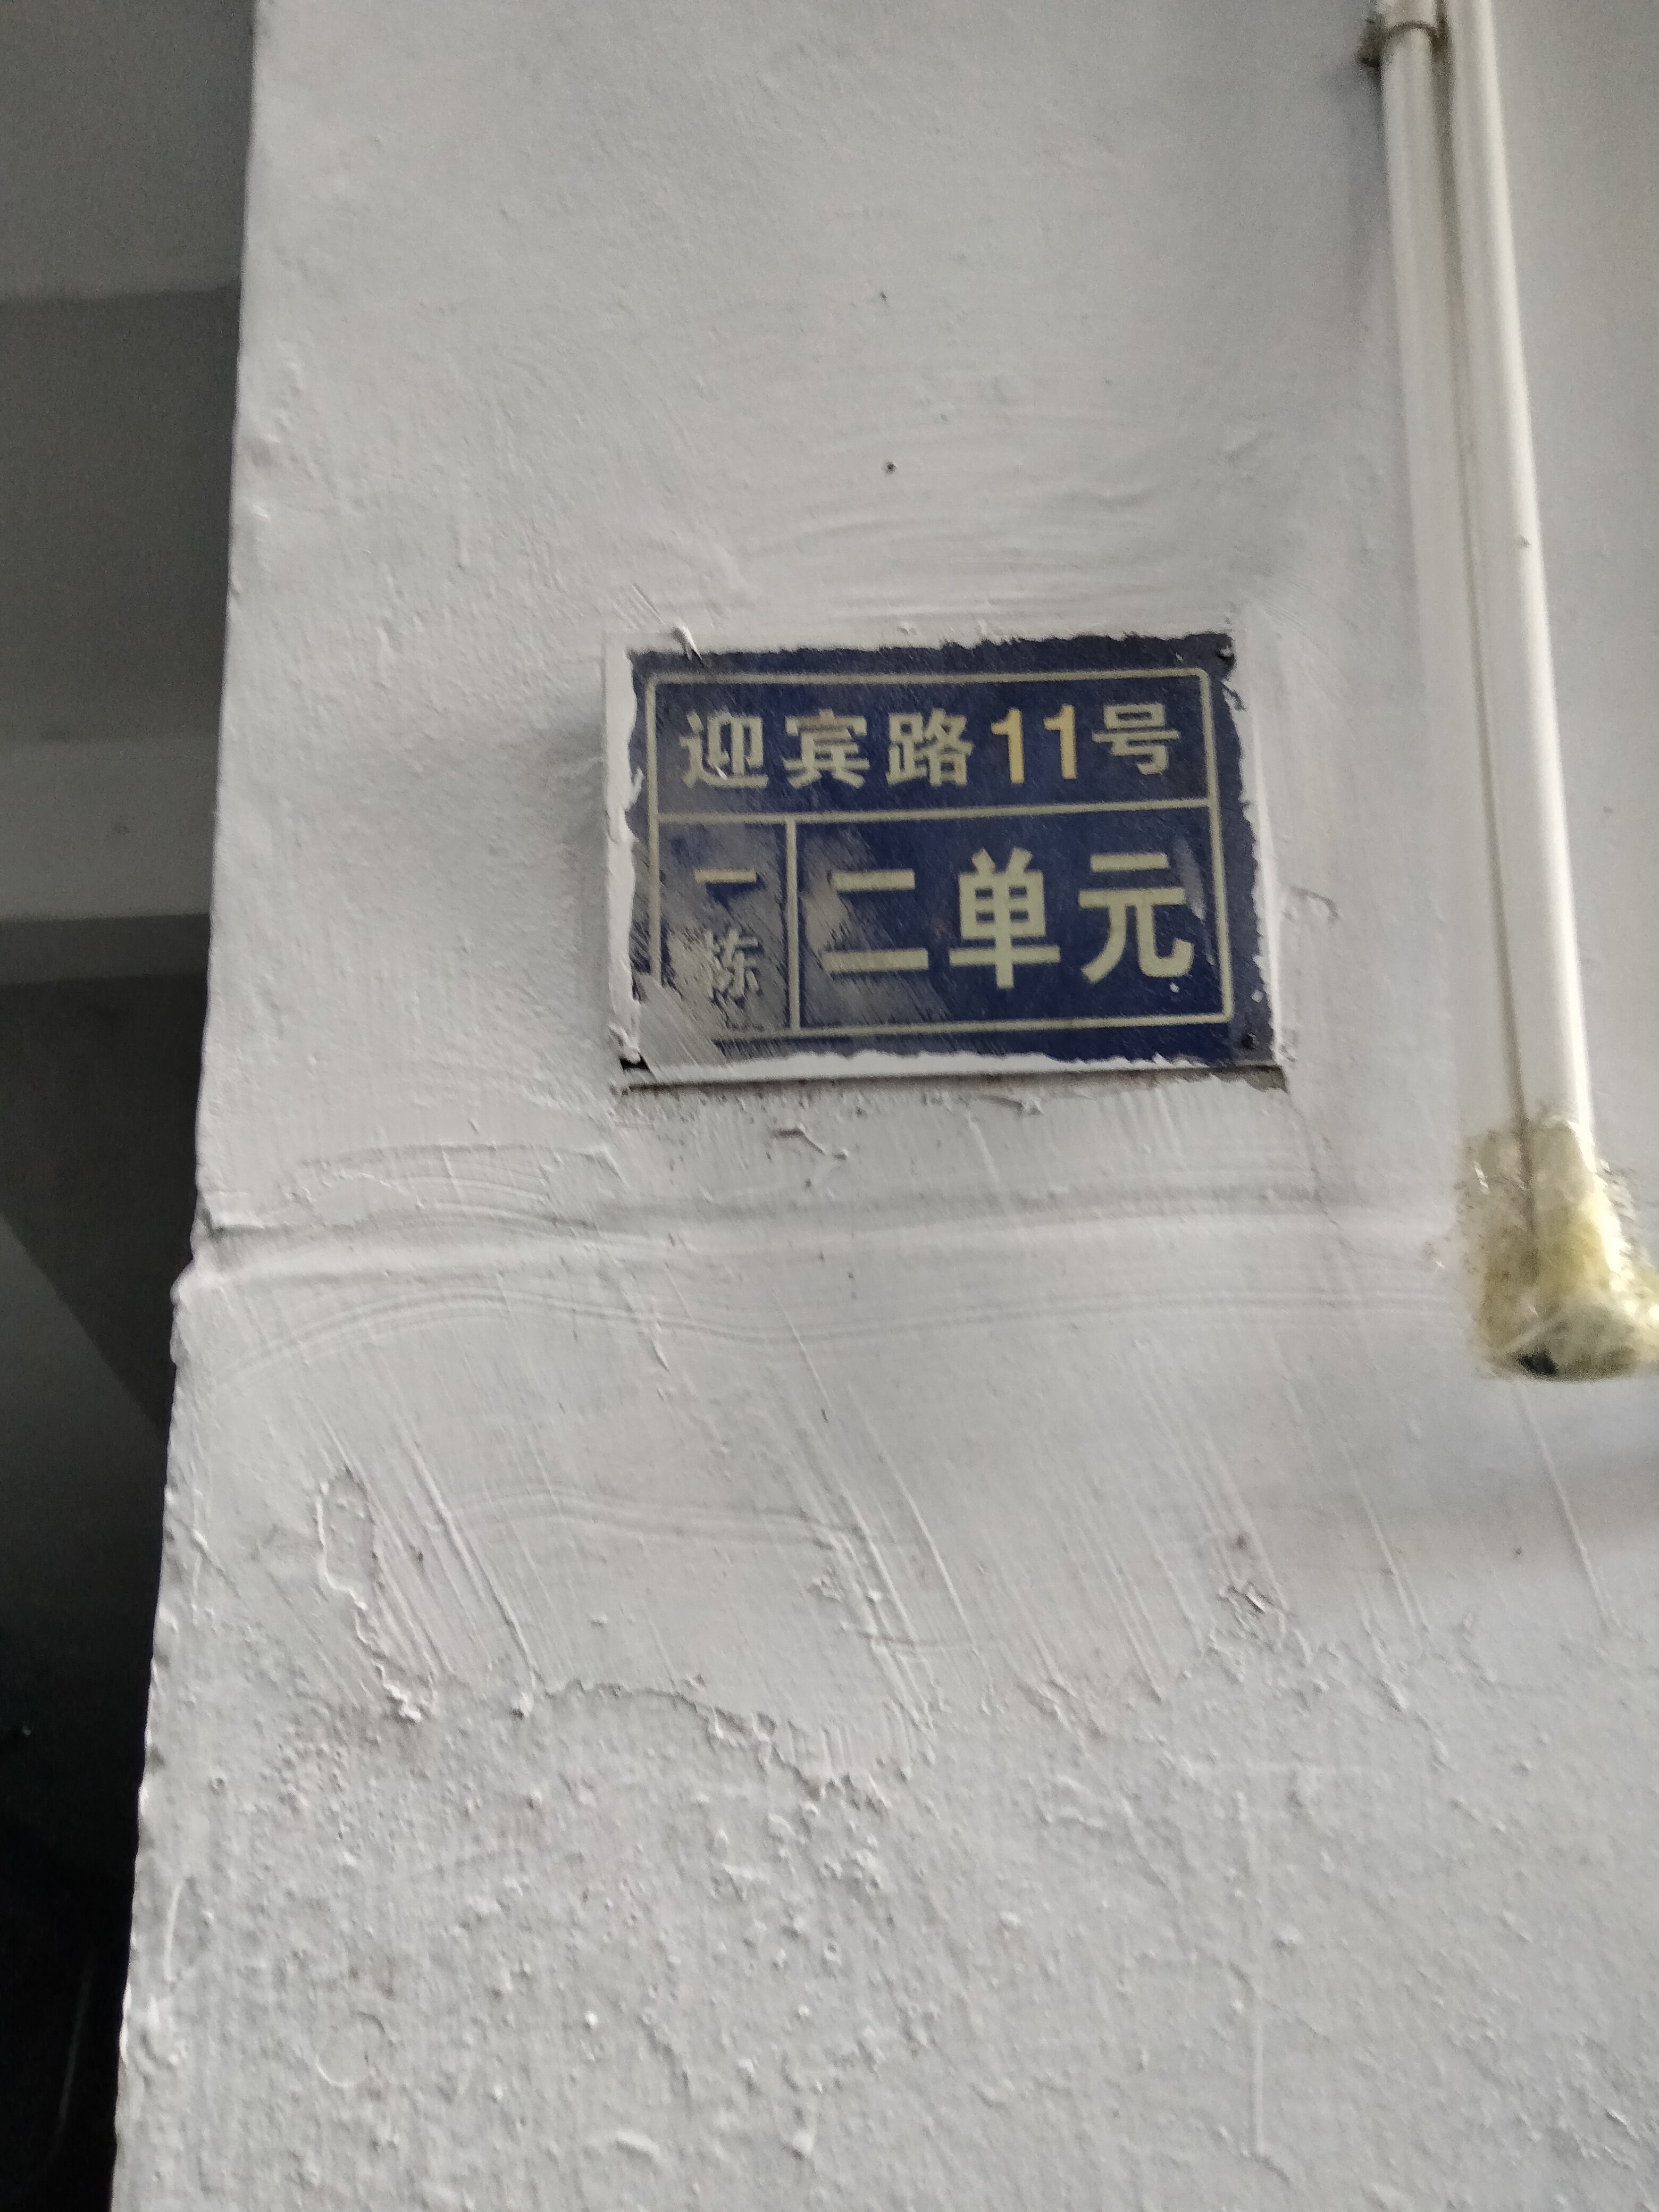 迎宾路11号
一栋
二单元